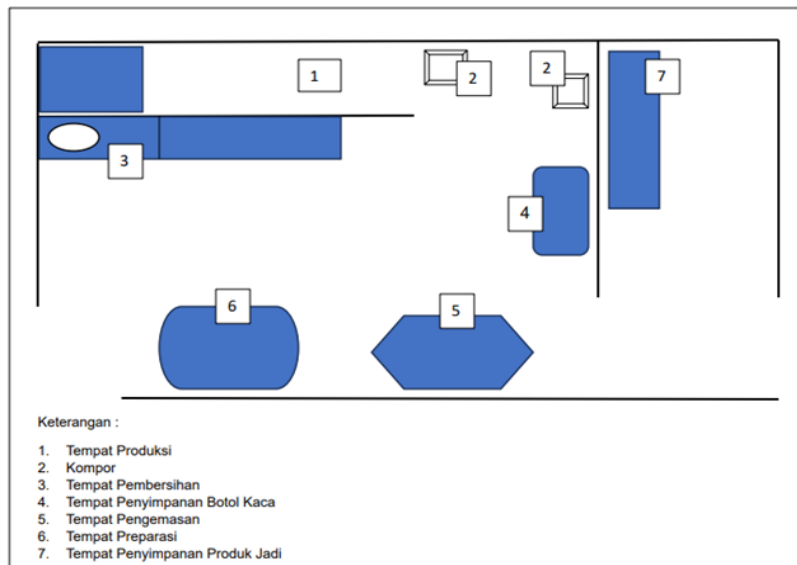 1
2
2
7
3
4
6
5
Keterangan :
1. Tempat Produksi
2. Kompor
3. Tempat Pembersihan
4. Tempat Penyimpanan Botol Kaca
5. Tempat Pengemasan
6. Tempat Preparasi
7. Tempat Penyimpanan Produk Jadi